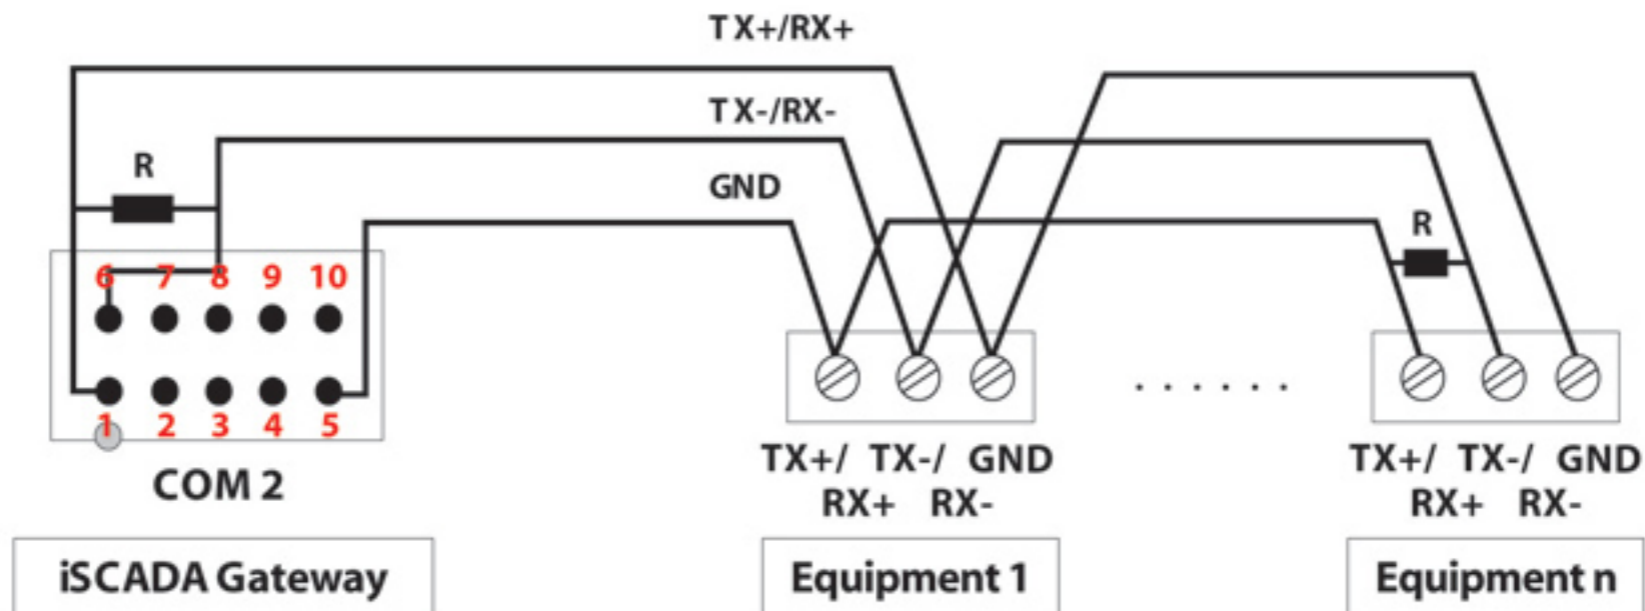 TX+/RX+
TX-/RX-
R
GND
R
6 7 8 9 10
1 2 3 4 5
COM 2
TX+/ TX-/ GND
RX+ RX-
TX+/ TX-/ GND
RX+ RX-
. . . . . .
iSCADA Gateway
Equipment 1
Equipment n